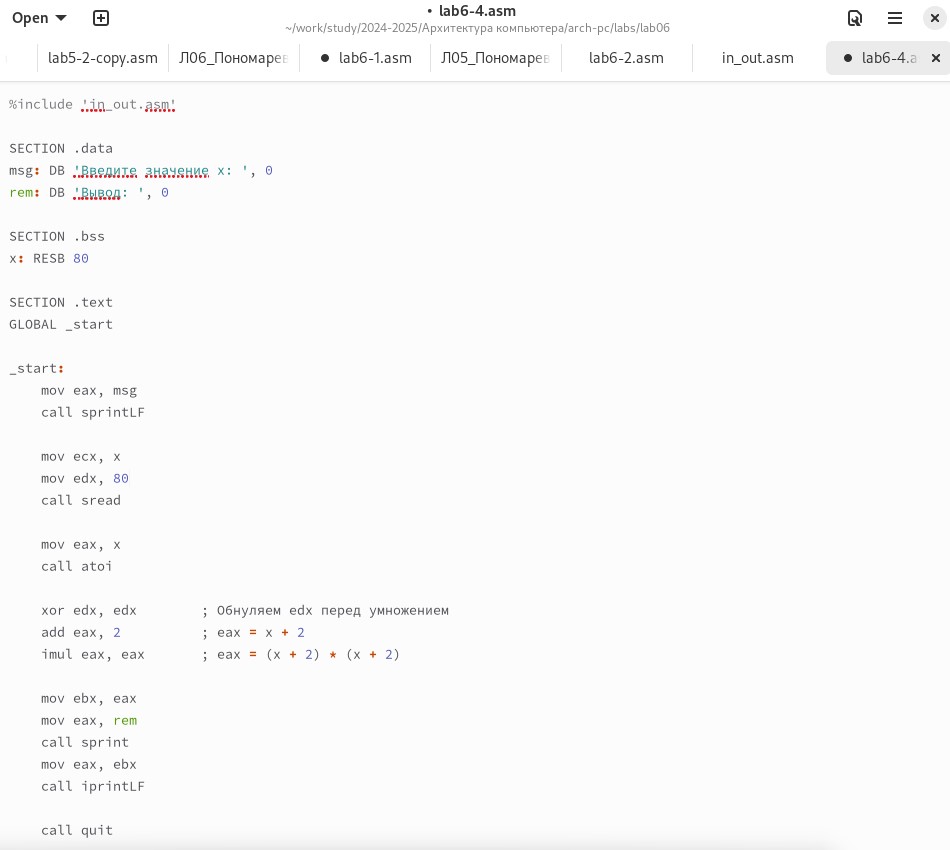 Open
• lab6-4.asm
~/work/study/2024-2025/Архитектура компьютера/arch-pc/labs/lab06
lab5-2-copy.asm Л06_Пономарев • lab6-1.asm Л05_Пономарев lab6-2.asm in_out.asm • lab6-4.a
%include 'in_out.asm'
SECTION .data
msg: DB 'Введите значение x: ', 0
rem: DB 'Вывод: ', 0
SECTION .bss
x: RESB 80
SECTION .text
GLOBAL _start
_start:
mov eax, msg
call sprintLF
mov ecx, x
mov edx, 80
call sread
mov eax, x
call atoi
xor edx, edx ; Обнуляем edx перед умножением
add eax, 2 ; eax = x + 2
imul eax, eax ; eax = (x + 2) * (x + 2)
mov ebx, eax
mov eax, rem
call sprint
mov eax, ebx
call iprintLF
call quit